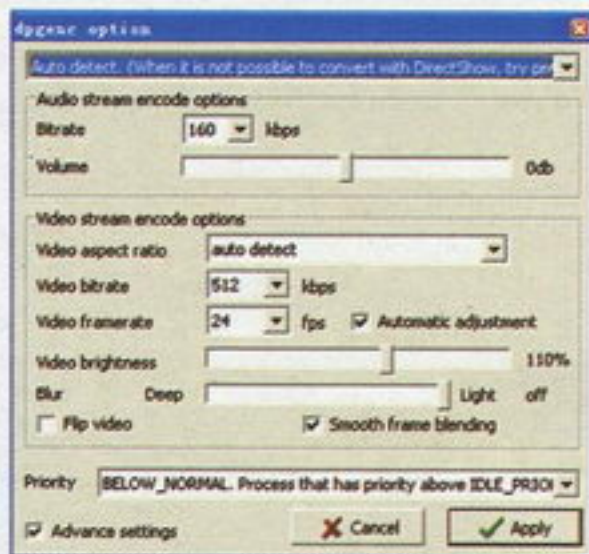 dpgenc option
Auto detect. (When it is not possible to convert with DirectShow, try pre
Audio stream encode options
Bitrate 160 kbps
Volume 0db
Video stream encode options
Video aspect ratio auto detect
Video bitrate 512 kbps
Video framerate 24 fps Automatic adjustment
Video brightness 110%
Blur Deep Light off
Flip video Smooth frame blending
Priority BELOW_NORMAL. Process that has priority above IDLE_PRIOI
Advance settings Cancel Apply